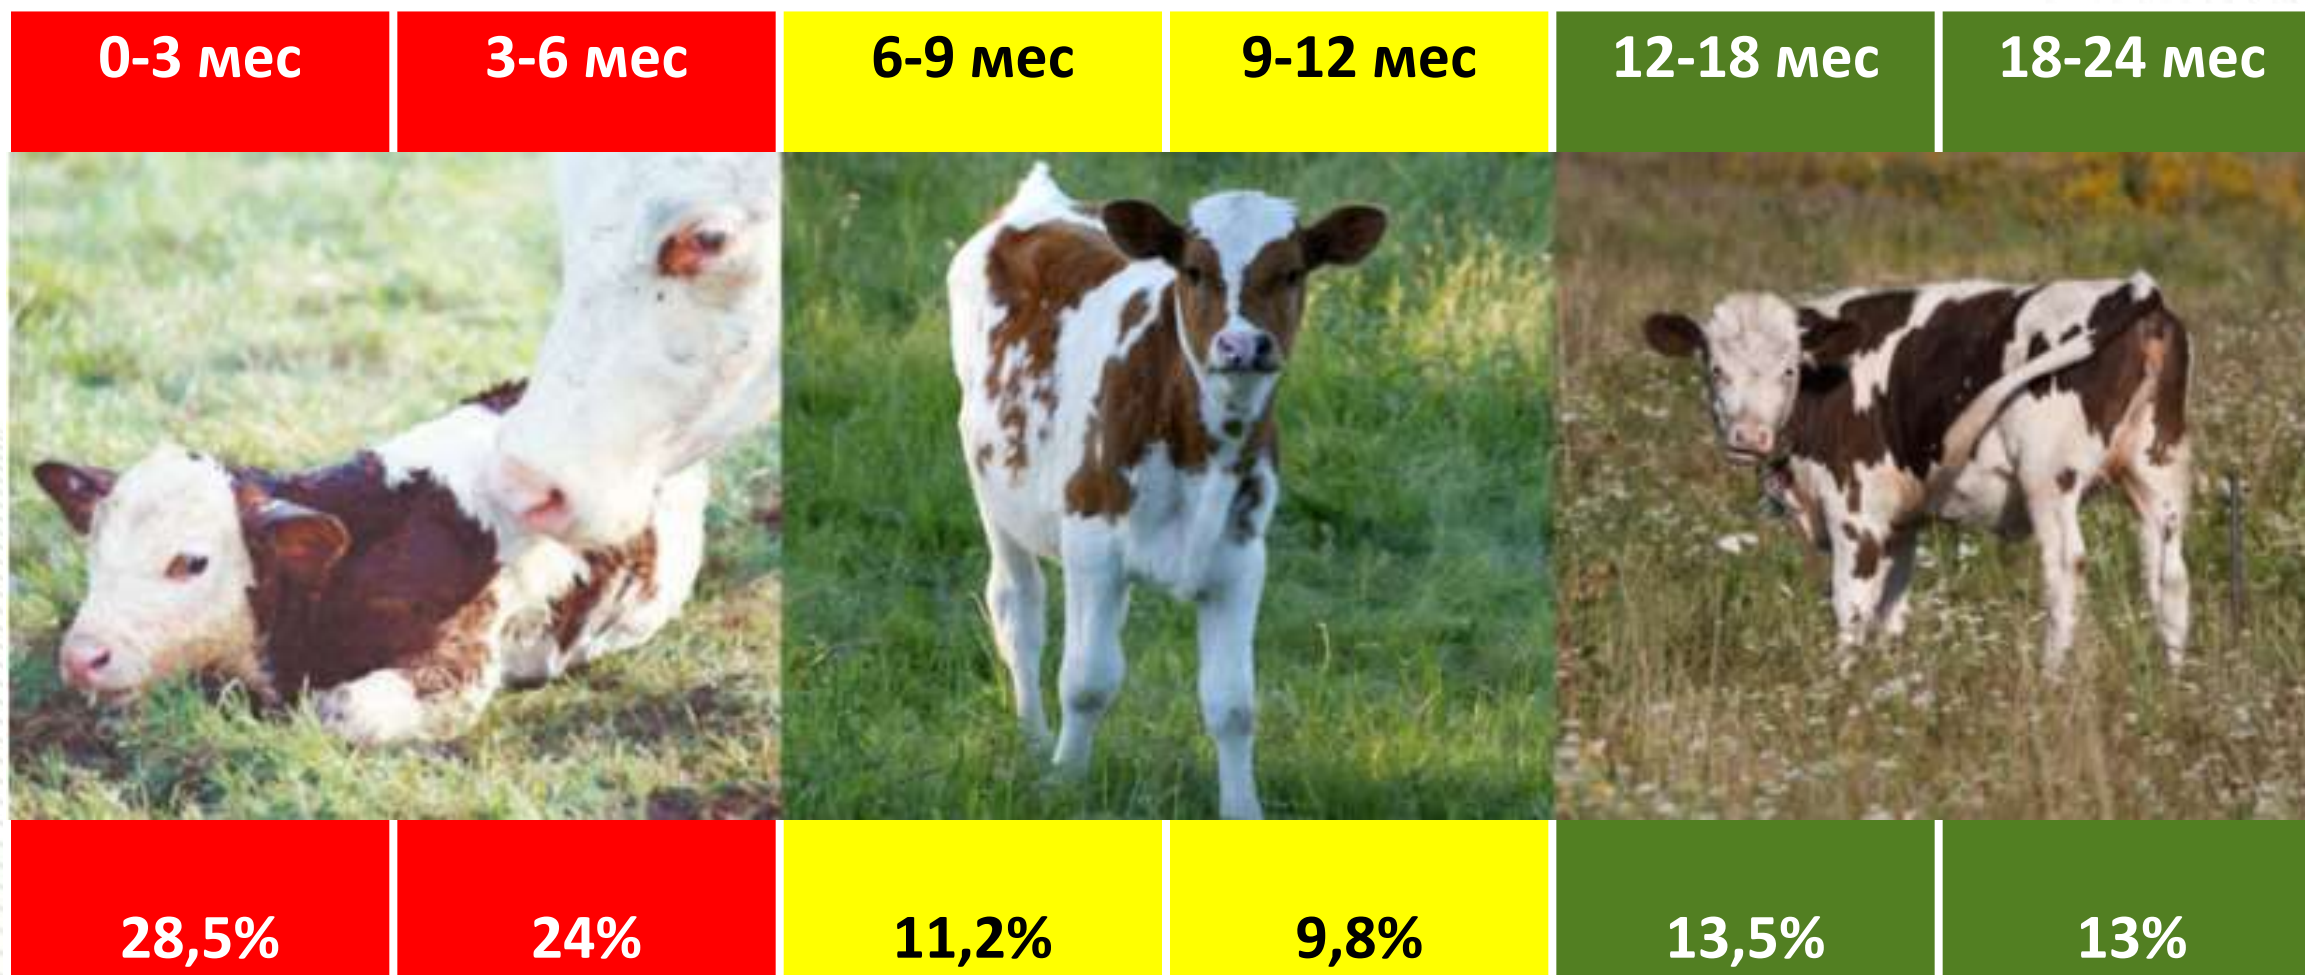 0-3 мес
3-6 мес
6-9 мес
9-12 мес
12-18 мес
18-24 мес
28,5%
24%
11,2%
9,8%
13,5%
13%